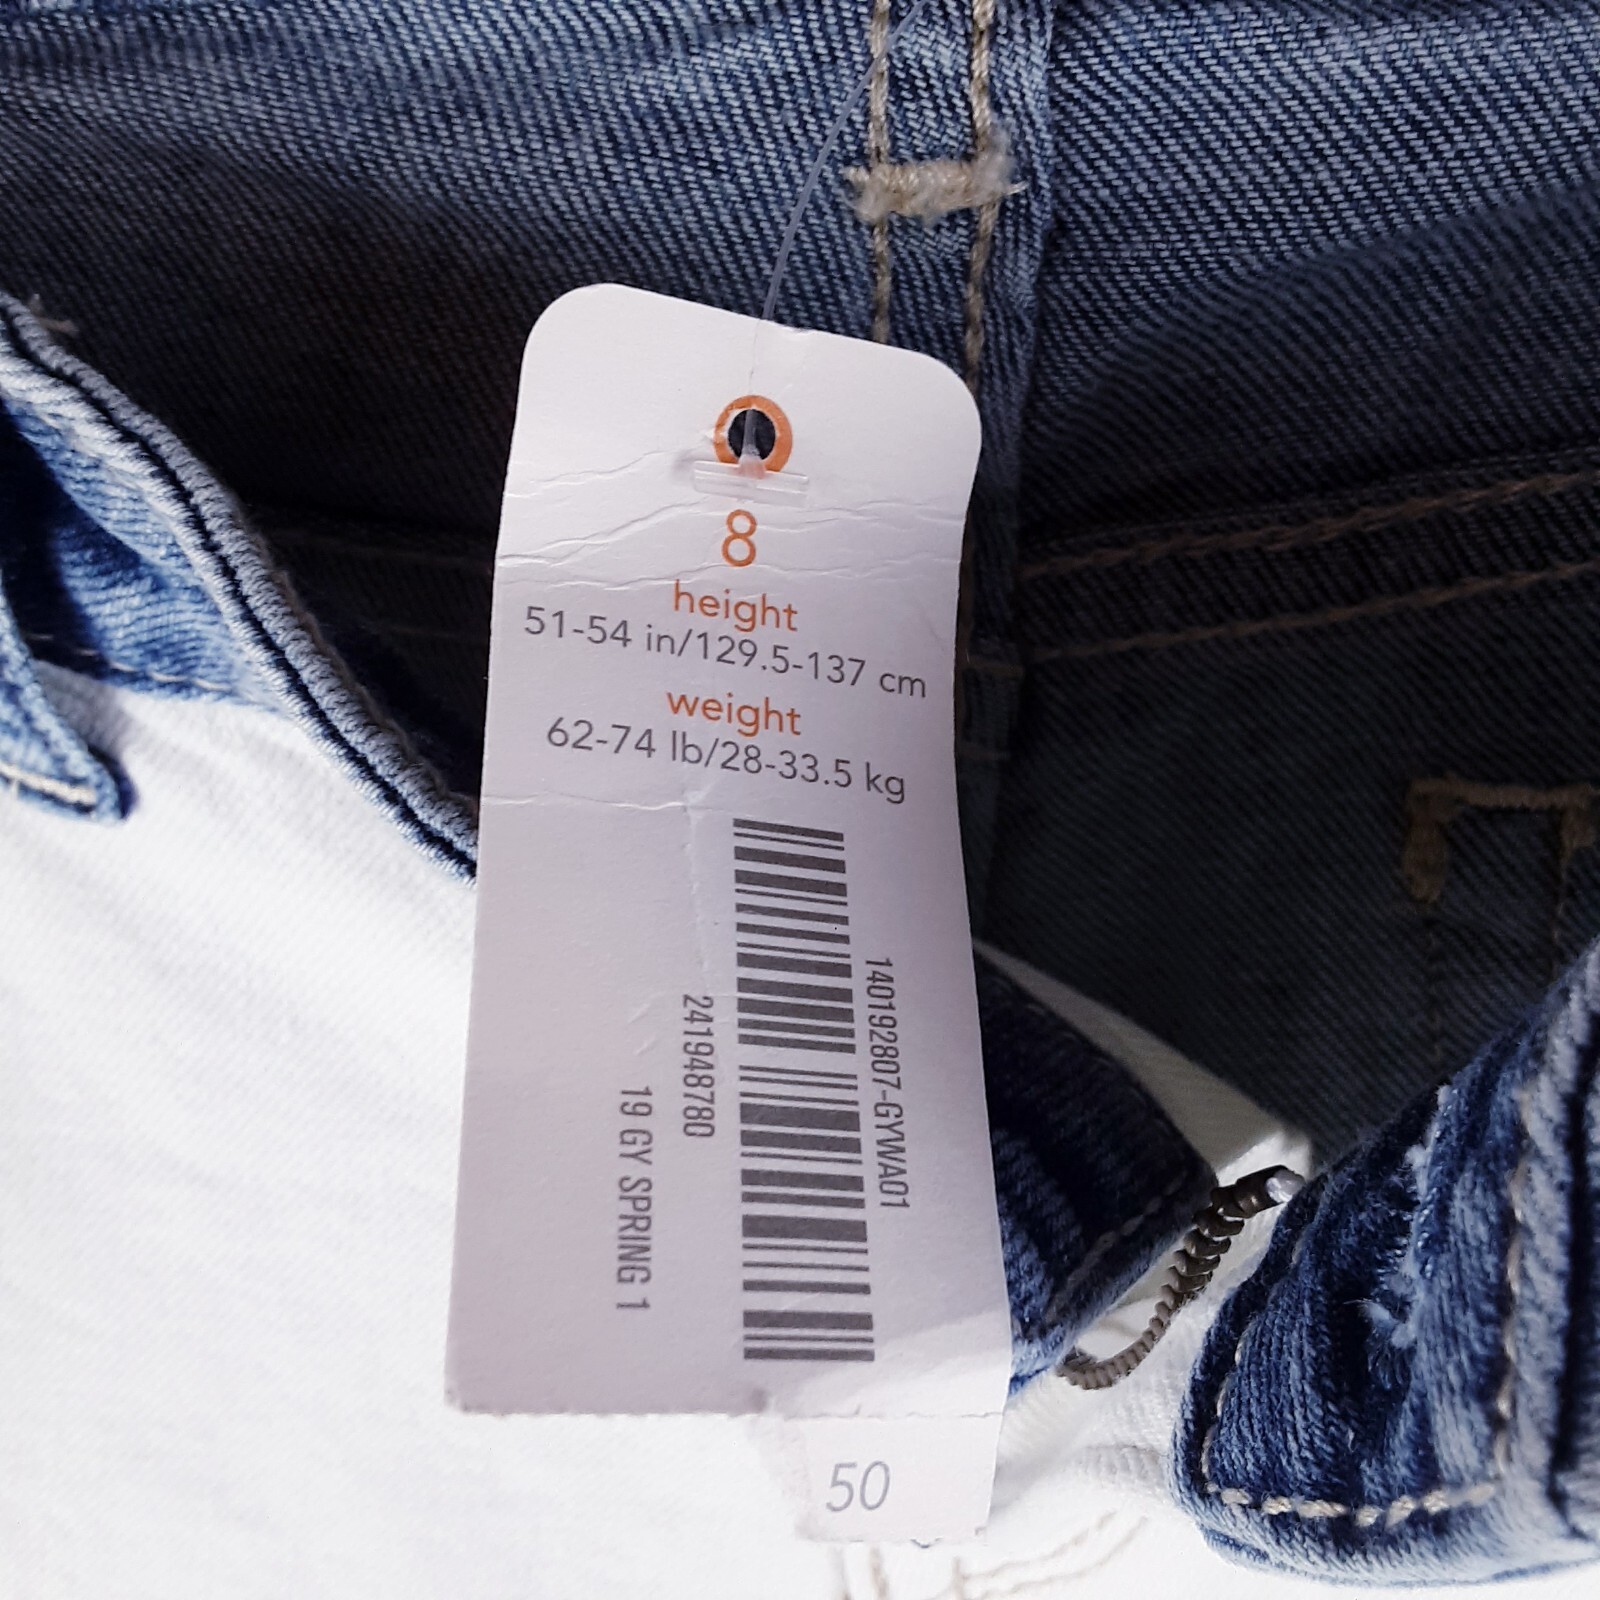 8
height
51-54 in/129.5-137 cm
weight
62-74 lb/28-33.5 kg
140192807-GYWA01
241948780
19 GY SPRING 1
50